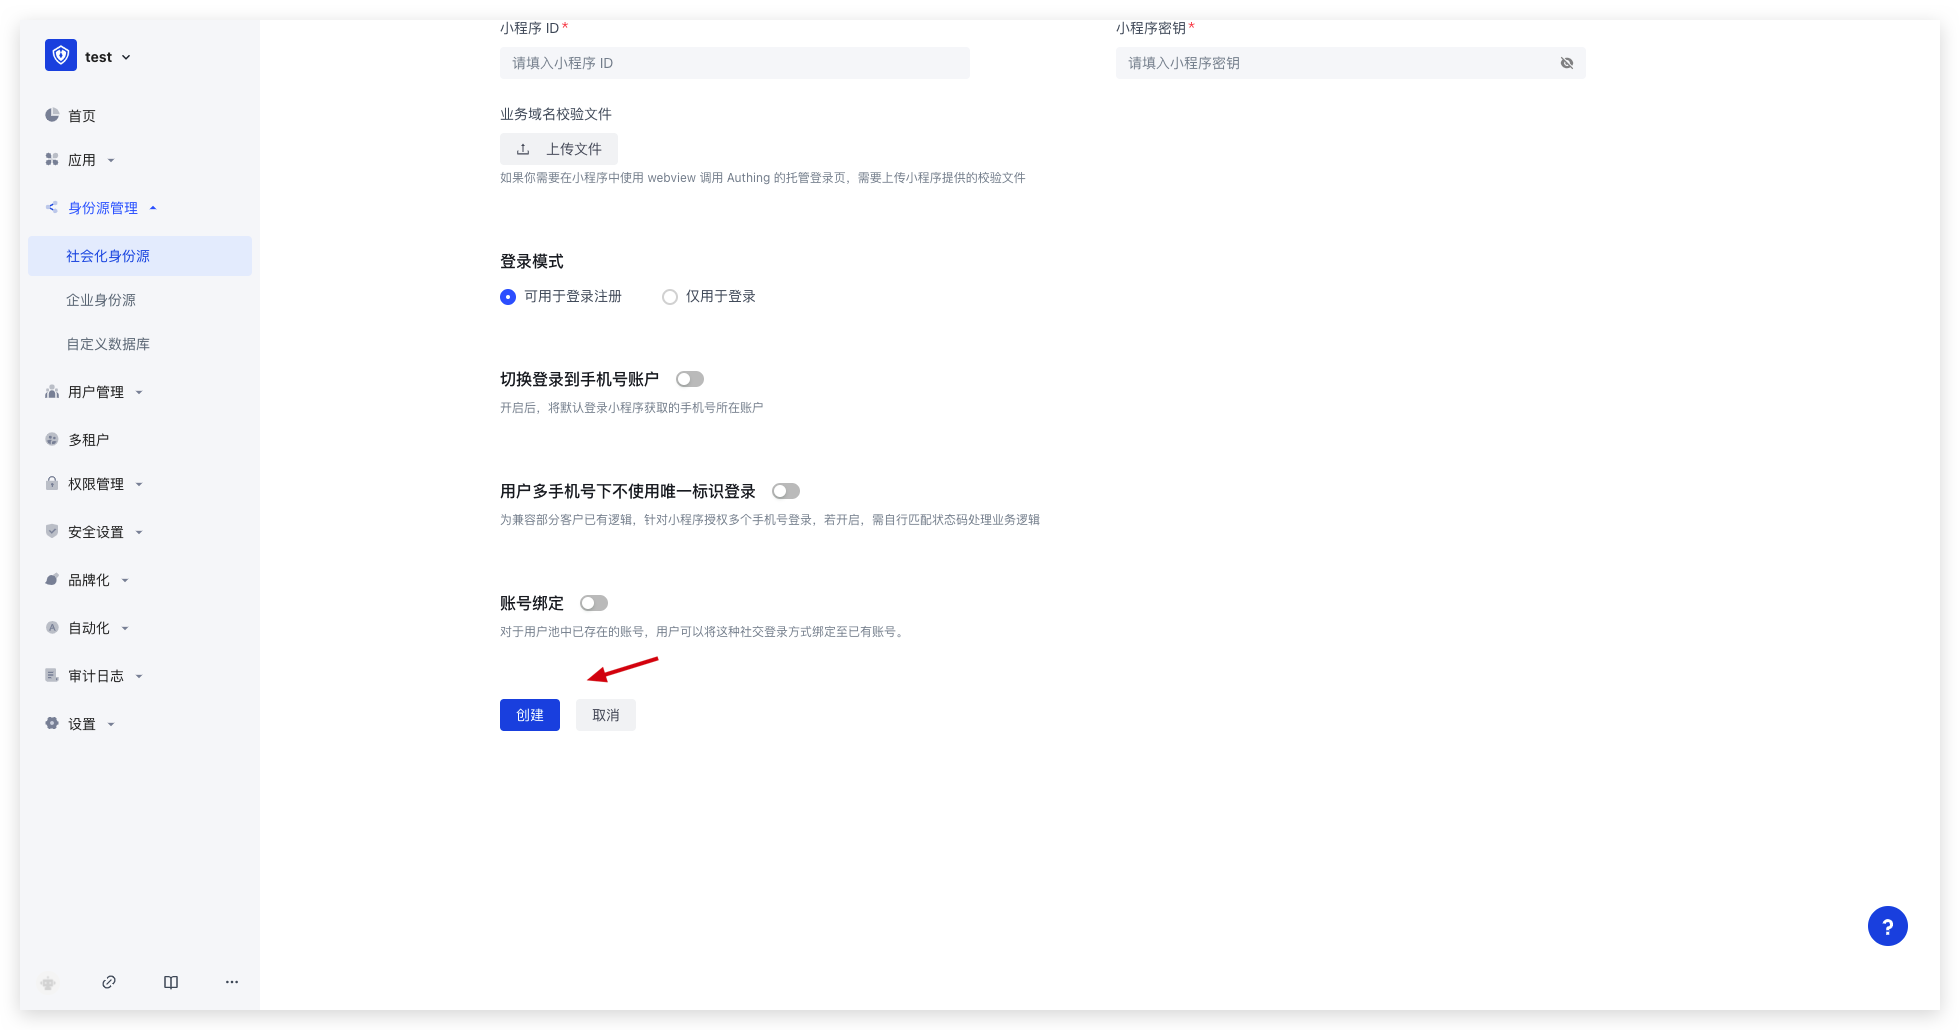 test
首页
应用
身份源管理
社会化身份源
企业身份源
自定义数据库
用户管理
多租户
权限管理
安全设置
品牌化
自动化
审计日志
设置
小程序 ID *
请填入小程序 ID
小程序密钥 *
请填入小程序密钥
业务域名校验文件
上传文件
如果你需要在小程序中使用 webview 调用 Authing 的托管登录页，需要上传小程序提供的校验文件
登录模式
可用于登录注册
仅用于登录
切换登录到手机号账户
开启后，将默认登录小程序获取的手机号所在账户
用户多手机号下不使用唯一标识登录
为兼容部分客户已有逻辑，针对小程序授权多个手机号登录，若开启，需自行匹配状态码处理业务逻辑
账号绑定
对于用户池中已存在的账号，用户可以将这种社交登录方式绑定至已有账号。
创建
取消
?